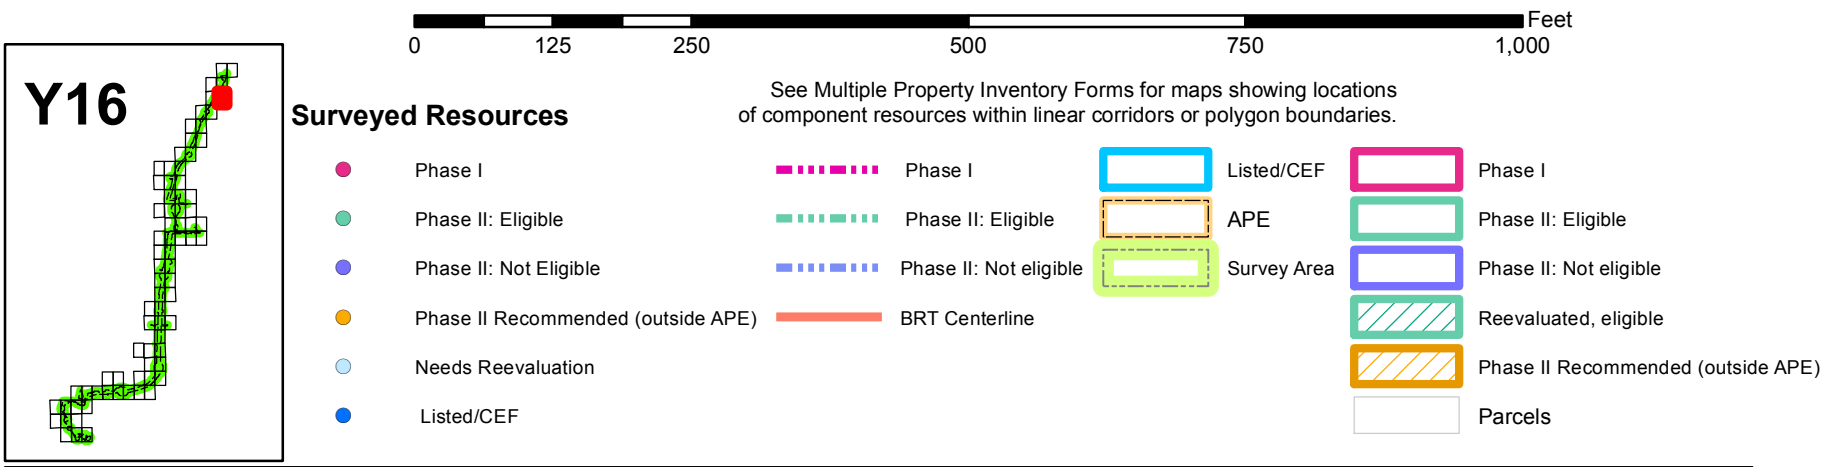 Feet
0 125 250 500 750 1,000
Y16
See Multiple Property Inventory Forms for maps showing locations
of component resources within linear corridors or polygon boundaries.
Surveyed Resources
Phase I
Phase II: Eligible
Phase II: Not Eligible
Phase II Recommended (outside APE)
Needs Reevaluation
Listed/CEF
Phase I
Phase II: Eligible
Phase II: Not eligible
BRT Centerline
Listed/CEF
APE
Survey Area
Phase I
Phase II: Eligible
Phase II: Not eligible
Reevaluated, eligible
Phase II Recommended (outside APE)
Parcels